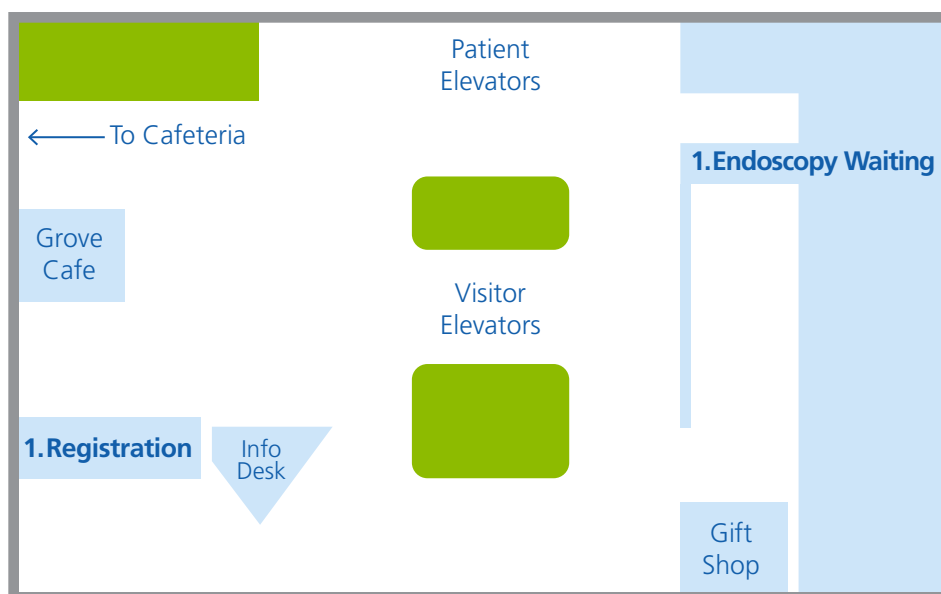 Patient
Elevators
← To Cafeteria
1.Endoscopy Waiting
Grove
Cafe
Visitor
Elevators
1.Registration
Info
Desk
Gift
Shop